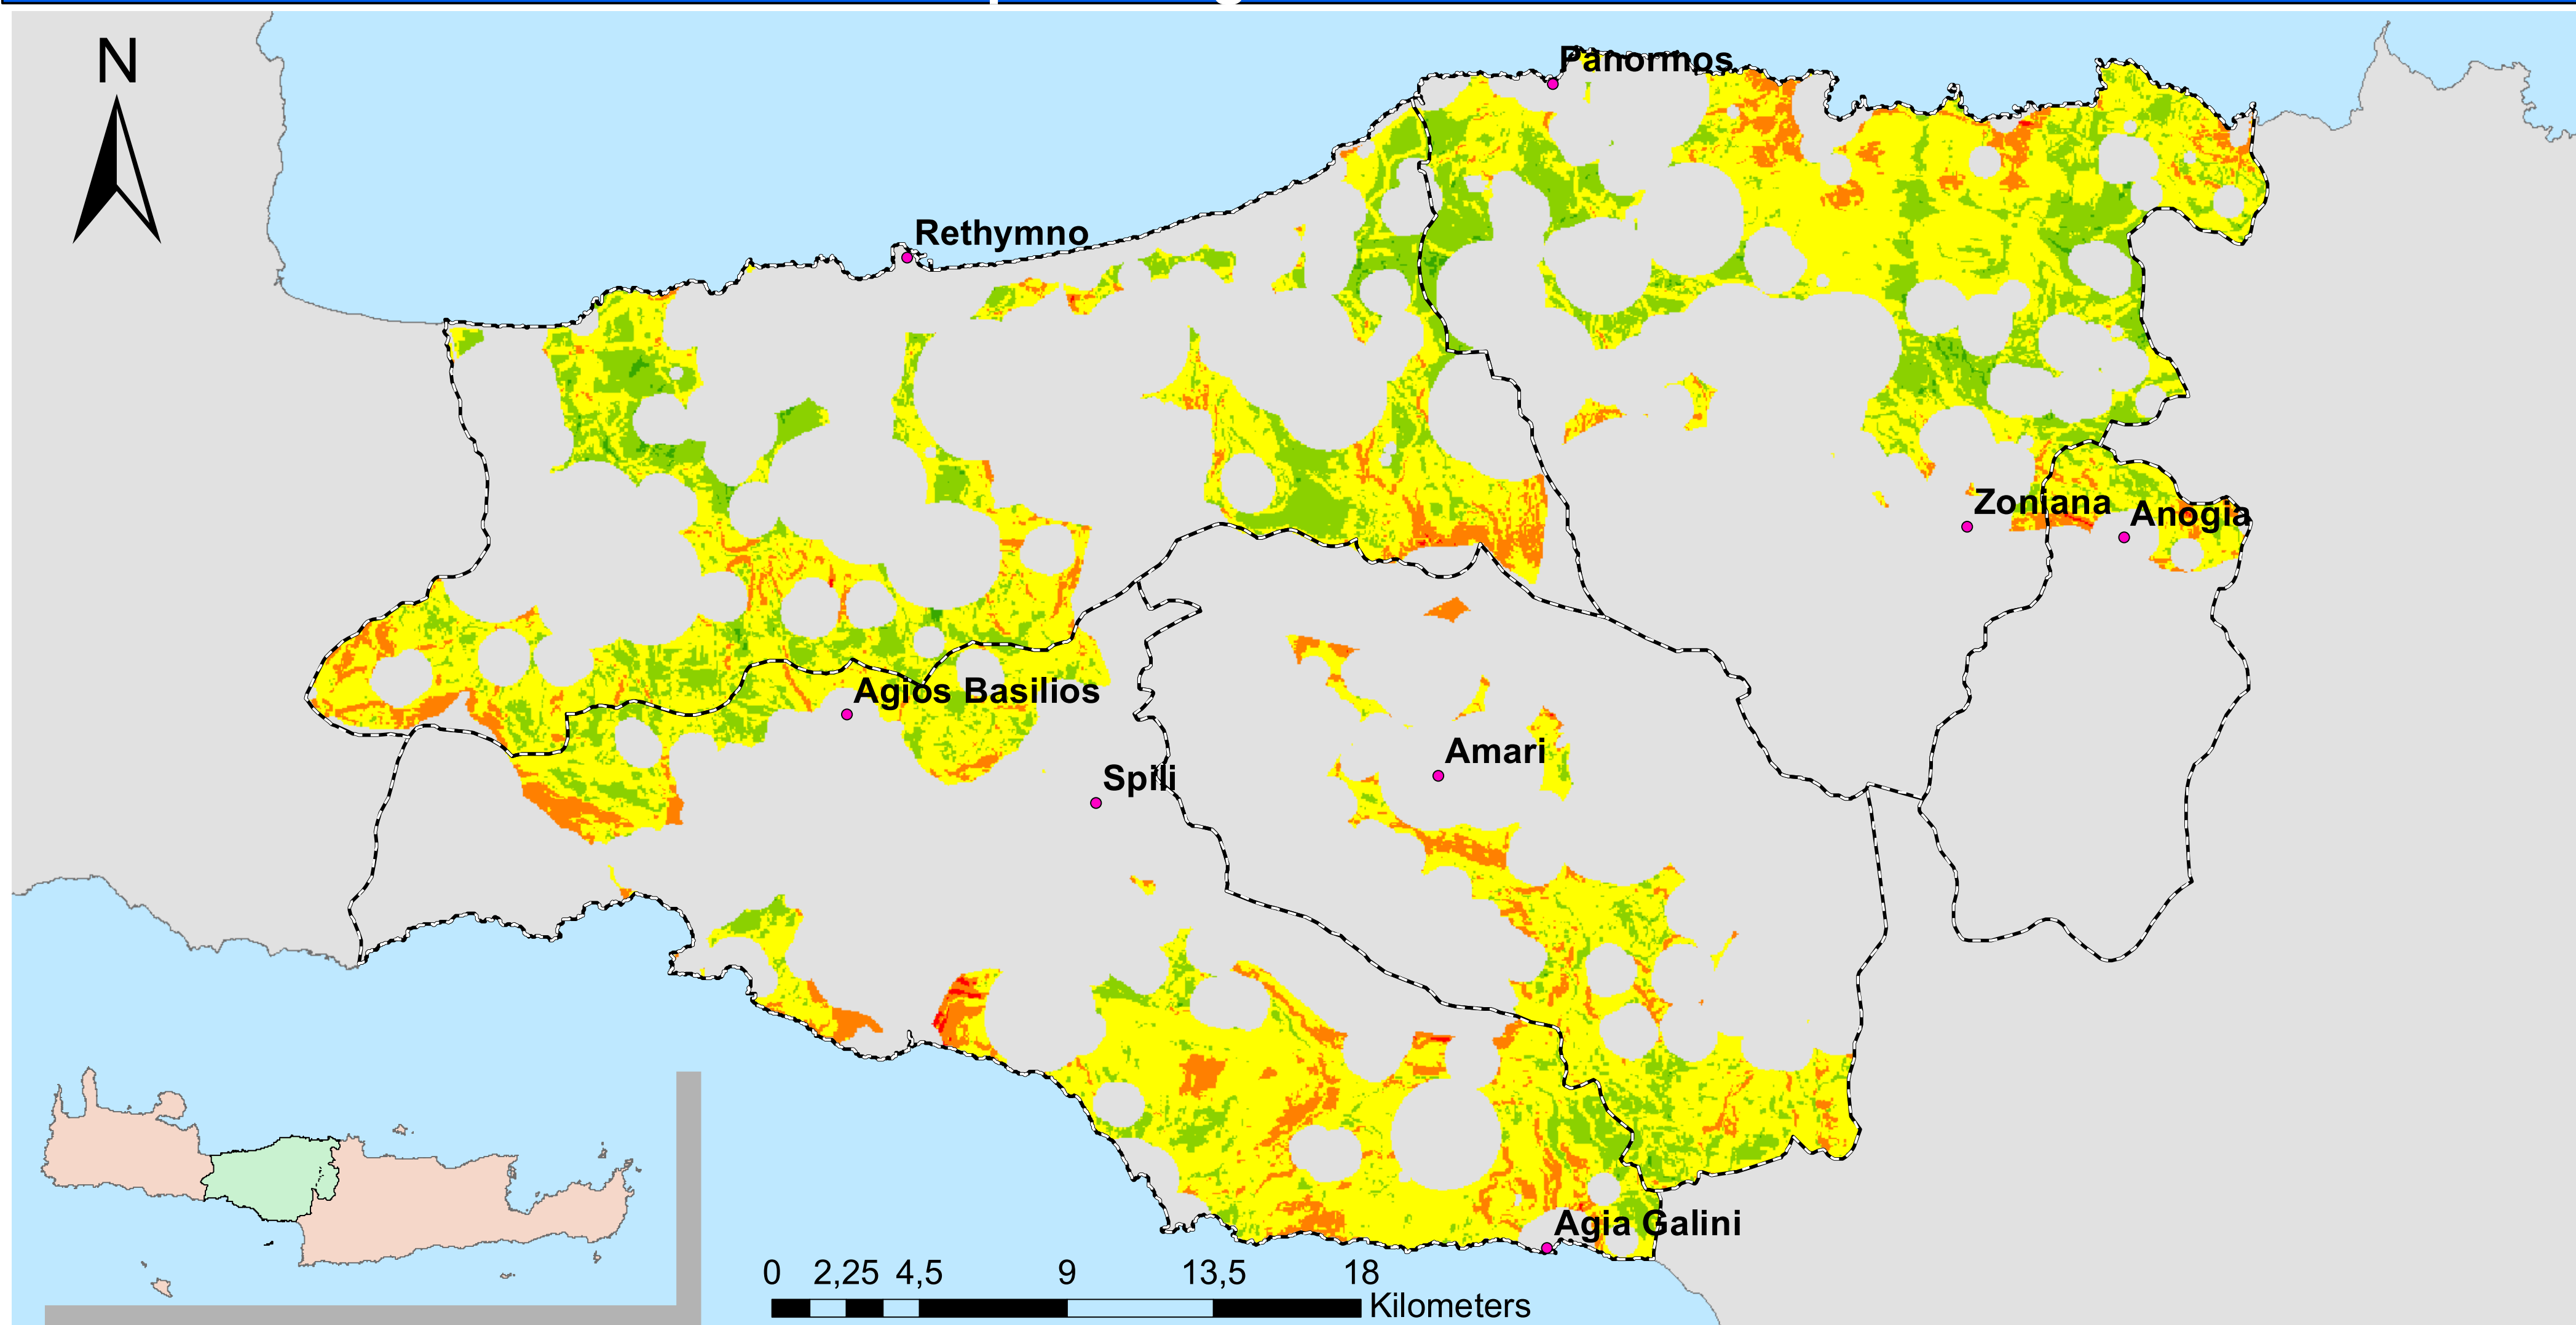 N
Panormos
Rethymno
Zoniana
Anogia
Agios Basilios
Amari
Spili
Agia Galini
0 2,25 4,5 9 13,5 18
Kilometers